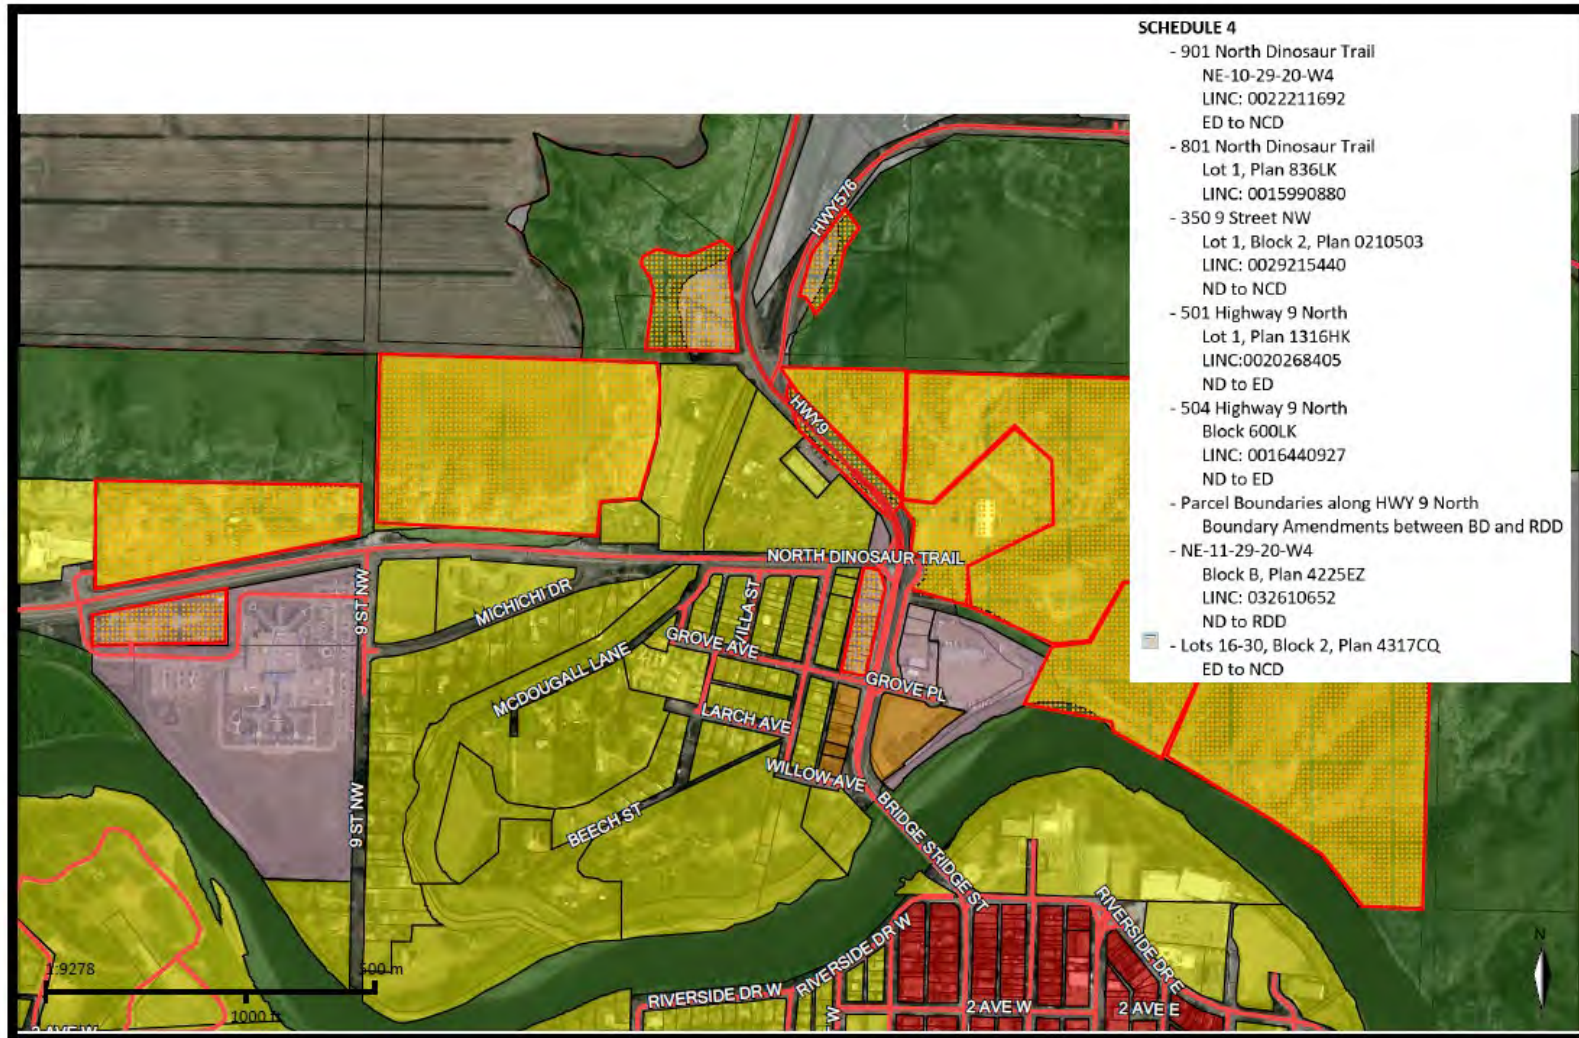 SCHEDULE 4
- 901 North Dinosaur Trail
NE-10-29-20-W4
LINC: 0022211692
ED to NCD
- 801 North Dinosaur Trail
Lot 1, Plan 836LK
LINC: 0015990880
- 350 9 Street NW
Lot 1, Block 2, Plan 0210503
LINC: 0029215440
ND to NCD
- 501 Highway 9 North
Lot 1, Plan 1316HK
LINC:0020268405
ND to ED
- 504 Highway 9 North
Block 600LK
LINC: 0016440927
ND to ED
- Parcel Boundaries along HWY 9 North
Boundary Amendments between BD and RDD
- NE-11-29-20-W4
Block B, Plan 4225EZ
LINC: 032610652
ND to RDD
- Lots 16-30, Block 2, Plan 4317CQ
ED to NCD
HWY576
HWY9
NORTH DINOSAUR TRAIL
9 ST NW
MICHICHI DR
VILLA ST
GROVE AVE
MCDOUGALL LANE
GROVE PL
LARCH AVE
WILLOW AVE
9 ST NW
BEECH ST
BRIDGE STRIDGE ST
RIVERSIDE DR W
RIVERSIDE DR E
RIVERSIDE DR W
2 AVE W
2 AVE E
W
2 AVE W
1:9278
500 m
1000 ft
N